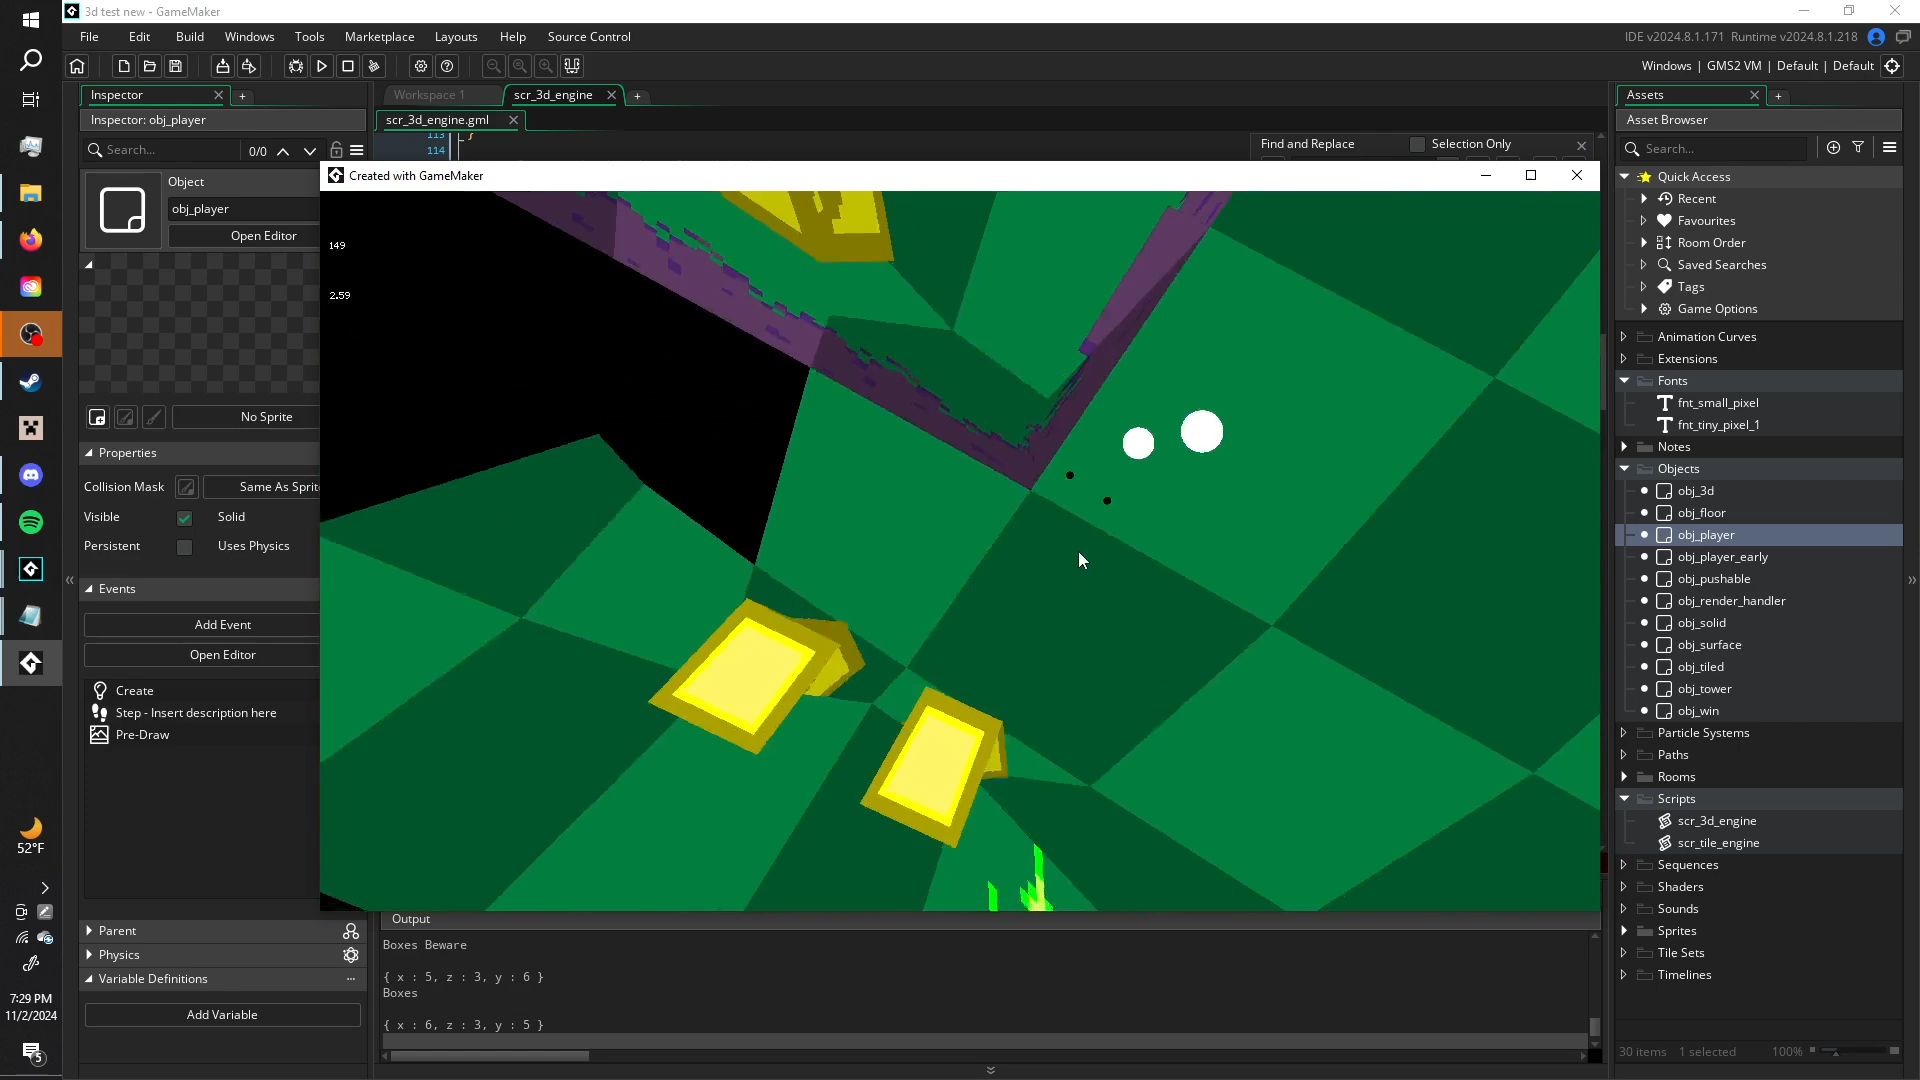 3d test new - GameMaker
File Edit Build Windows Tools Marketplace Layouts Help Source Control
IDE v2024.8.1.171 Runtime v2024.8.1.218
Windows | GMS2 VM | Default | Default
Inspector
Workspace 1
scr_3d_engine
Assets
Inspector: obj_player
scr_3d_engine.gml
Asset Browser
Search...
0/0
113
114
Find and Replace
Selection Only
Search...
Created with GameMaker
Object
obj_player
Open Editor
149
2.59
No Sprite
Properties
Collision Mask
Same As Sprite
Visible
Solid
Persistent
Uses Physics
Events
Add Event
Open Editor
Create
Step - Insert description here
Pre-Draw
Parent
Physics
Variable Definitions
Add Variable
Output
Boxes Beware
{ x : 5, z : 3, y : 6 }
Boxes
{ x : 6, z : 3, y : 5 }
Quick Access
Recent
Favourites
Room Order
Saved Searches
Tags
Game Options
Animation Curves
Extensions
Fonts
fnt_small_pixel
fnt_tiny_pixel_1
Notes
Objects
obj_3d
obj_floor
obj_player
obj_player_early
obj_pushable
obj_render_handler
obj_solid
obj_surface
obj_tiled
obj_tower
obj_win
Particle Systems
Paths
Rooms
Scripts
scr_3d_engine
scr_tile_engine
Sequences
Shaders
Sounds
Sprites
Tile Sets
Timelines
30 items 1 selected 100%
52°F
7:29 PM
11/2/2024
5